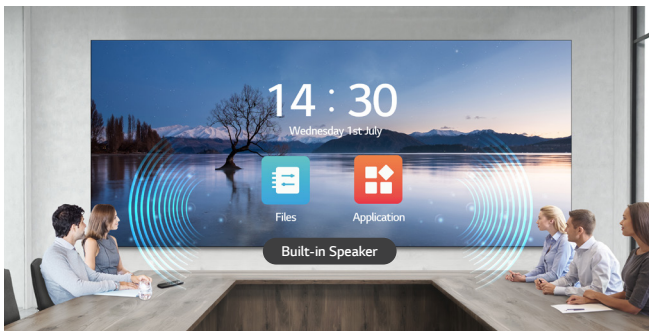 14 : 30
Wednesday 1st July
Files
Application
Built-in Speaker